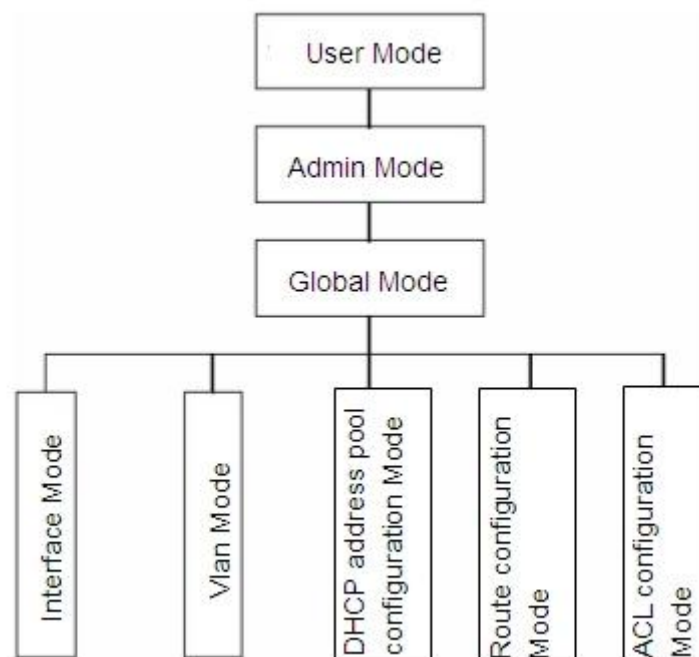 User Mode
Admin Mode
Global Mode
Interface Mode
Vlan Mode
DHCP address pool
configuration Mode
Route configuration
Mode
ACL configuration
Mode